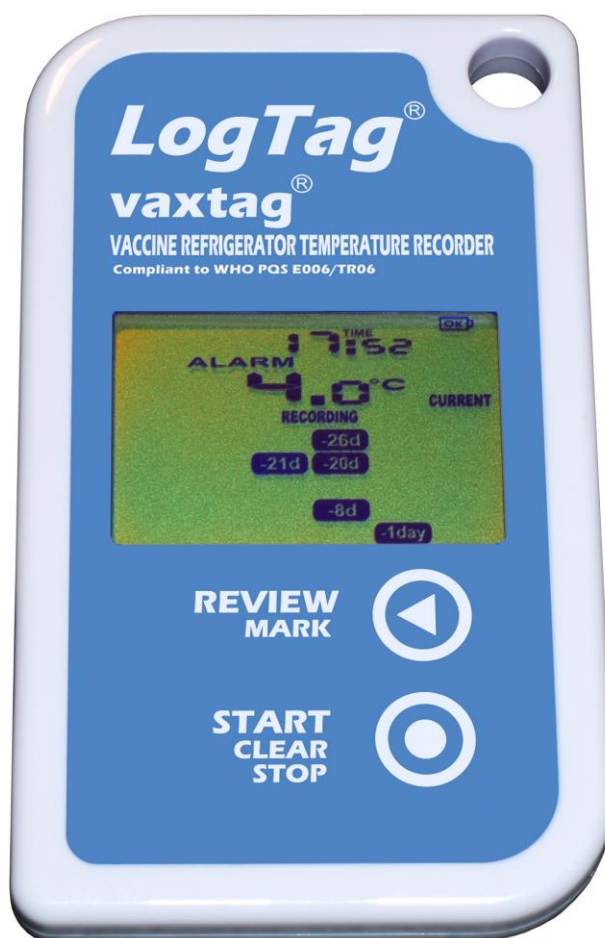 LogTag®
vaxtag®
VACCINE REFRIGERATOR TEMPERATURE RECORDER
Compliant to WHO PQS E006/TR06
OK
TIME
17:52
ALARM
4.0°C
CURRENT
RECORDING
-26d
-21d -20d
-8d
-1day
REVIEW
MARK
START
CLEAR
STOP